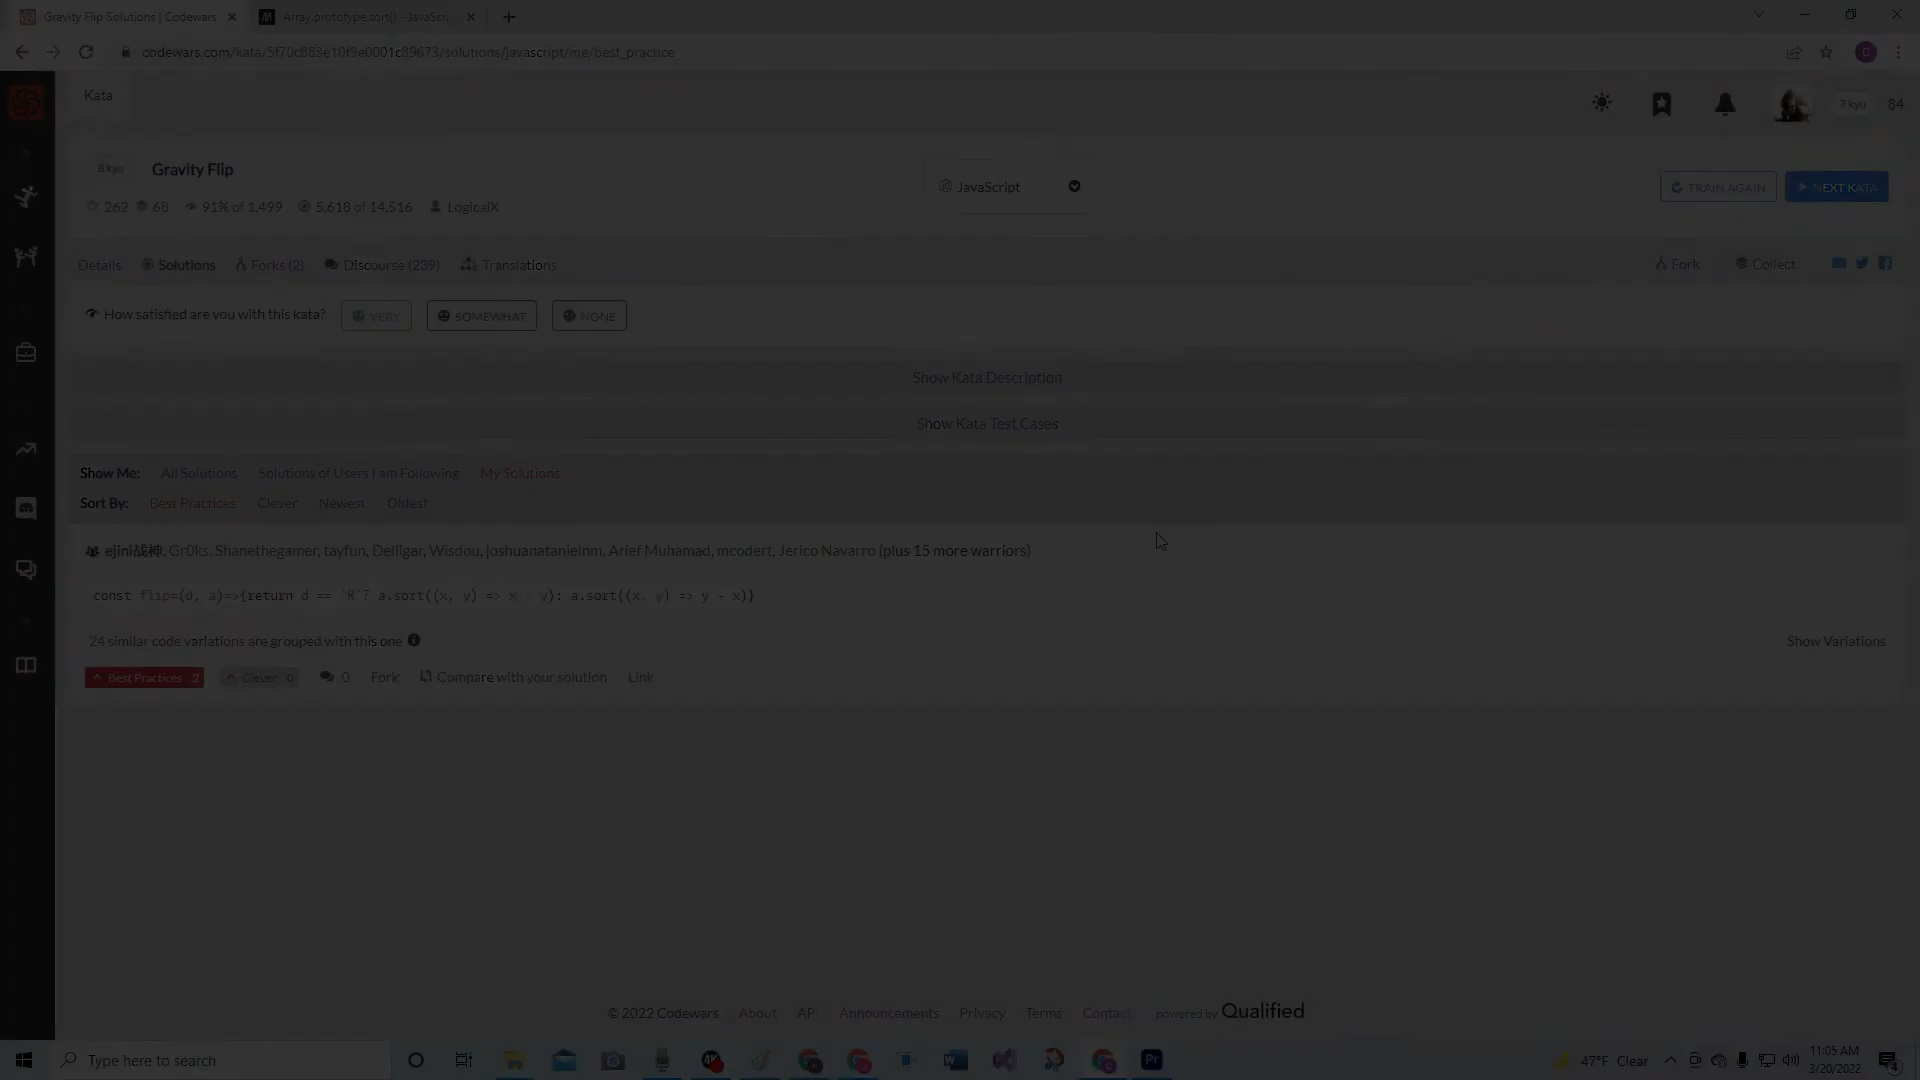 Gravity Flip Solutions | Codewars
Array.prototype.sort() - JavaScri
codewars.com/kata/5f70c883e10f9e0001c89673/solutions/javascript/me/best_practice
Kata
7 kyu 84
8 kyu Gravity Flip
JavaScript
TRAIN AGAIN NEXT KATA
262 68 91% of 1,499 5,618 of 14,516 LogicalX
Details Solutions Forks (2) Discourse (239) Translations Fork Collect
How satisfied are you with this kata? VERY SOMEWHAT NONE
Show Kata Description
Show Kata Test Cases
Show Me: All Solutions Solutions of Users I am Following My Solutions
Sort By: Best Practices Clever Newest Oldest
ejini战神, Gr0ks, Shanethegamer, tayfun, Delligar, Wisdou, joshuanatanielnm, Arief Muhamad, mcodert, Jerico Navarro (plus 15 more warriors)
const flip=(d, a)=>{return d == `R`? a.sort((x, y) => x - y): a.sort((x, y) => y - x)}
24 similar code variations are grouped with this one Show Variations
Best Practices 2 Clever 0 0 Fork Compare with your solution Link
© 2022 Codewars About AP Announcements Privacy Terms Contact powered by Qualified
Type here to search
47°F Clear
11:05 AM
3/20/2022